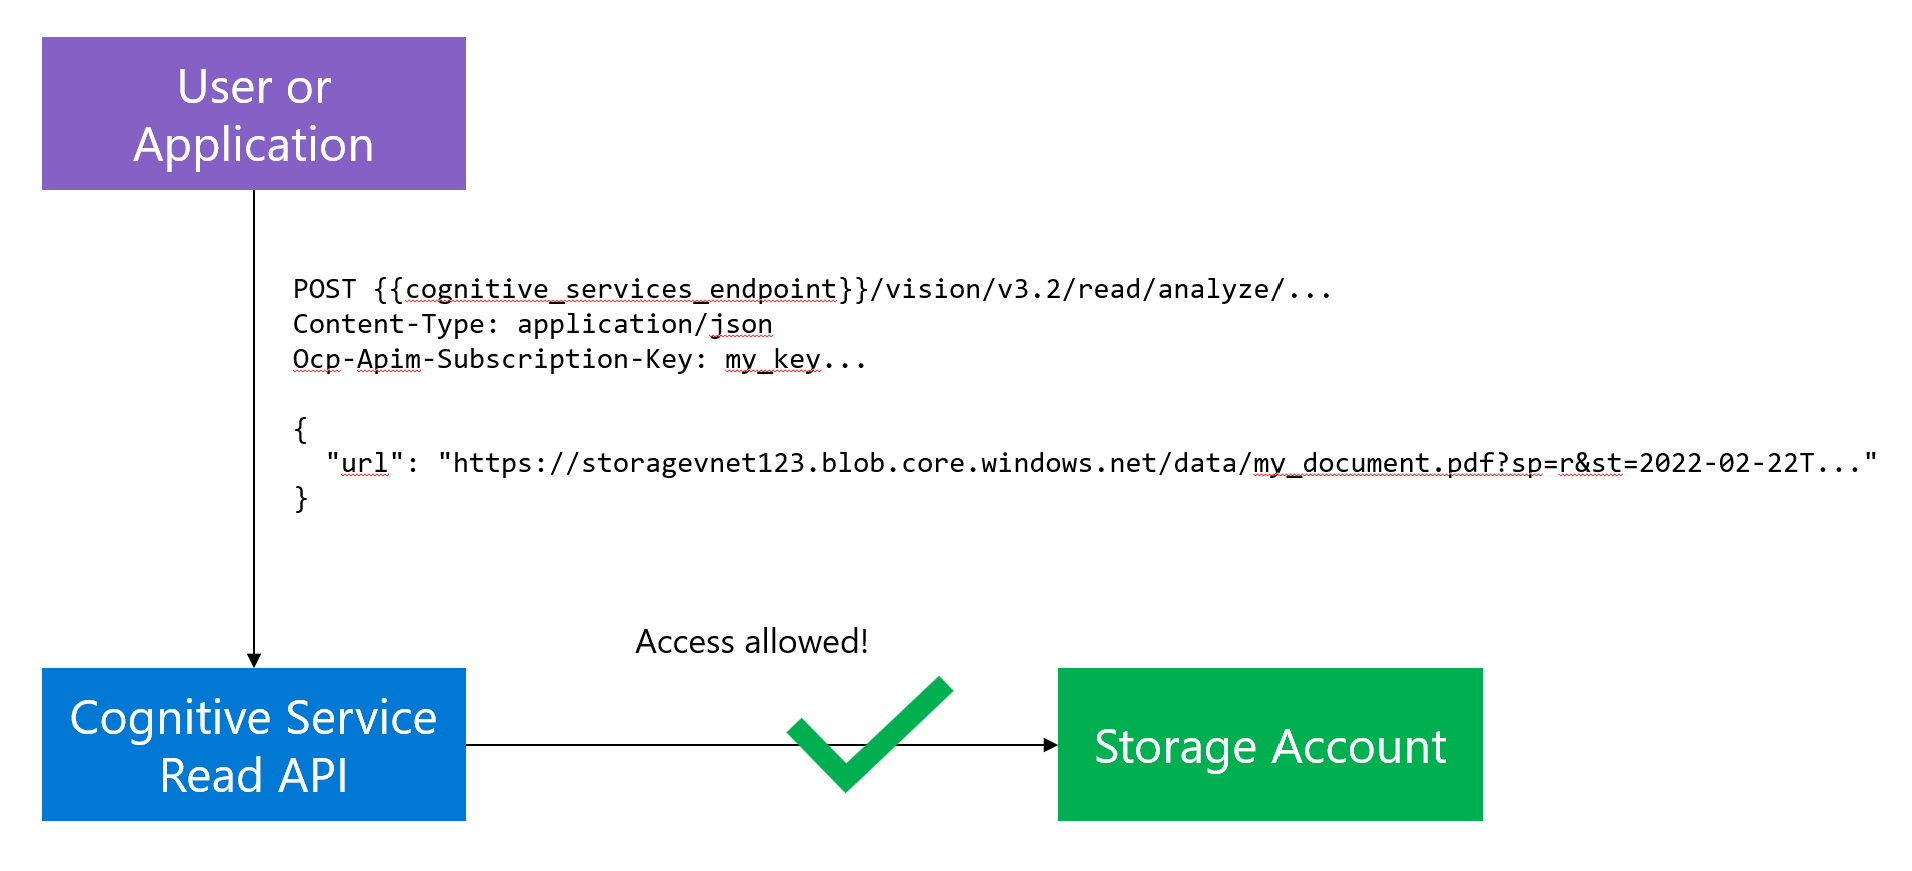 User or
Application
POST {{cognitive_services_endpoint}}/vision/v3.2/read/analyze/...
Content-Type: application/json
Ocp-Apim-Subscription-Key: my_key...
{
"url": "https://storagevnet123.blob.core.windows.net/data/my_document.pdf?sp=r&st=2022-02-22T..."
}
Access allowed!
Cognitive Service
Read API
Storage Account